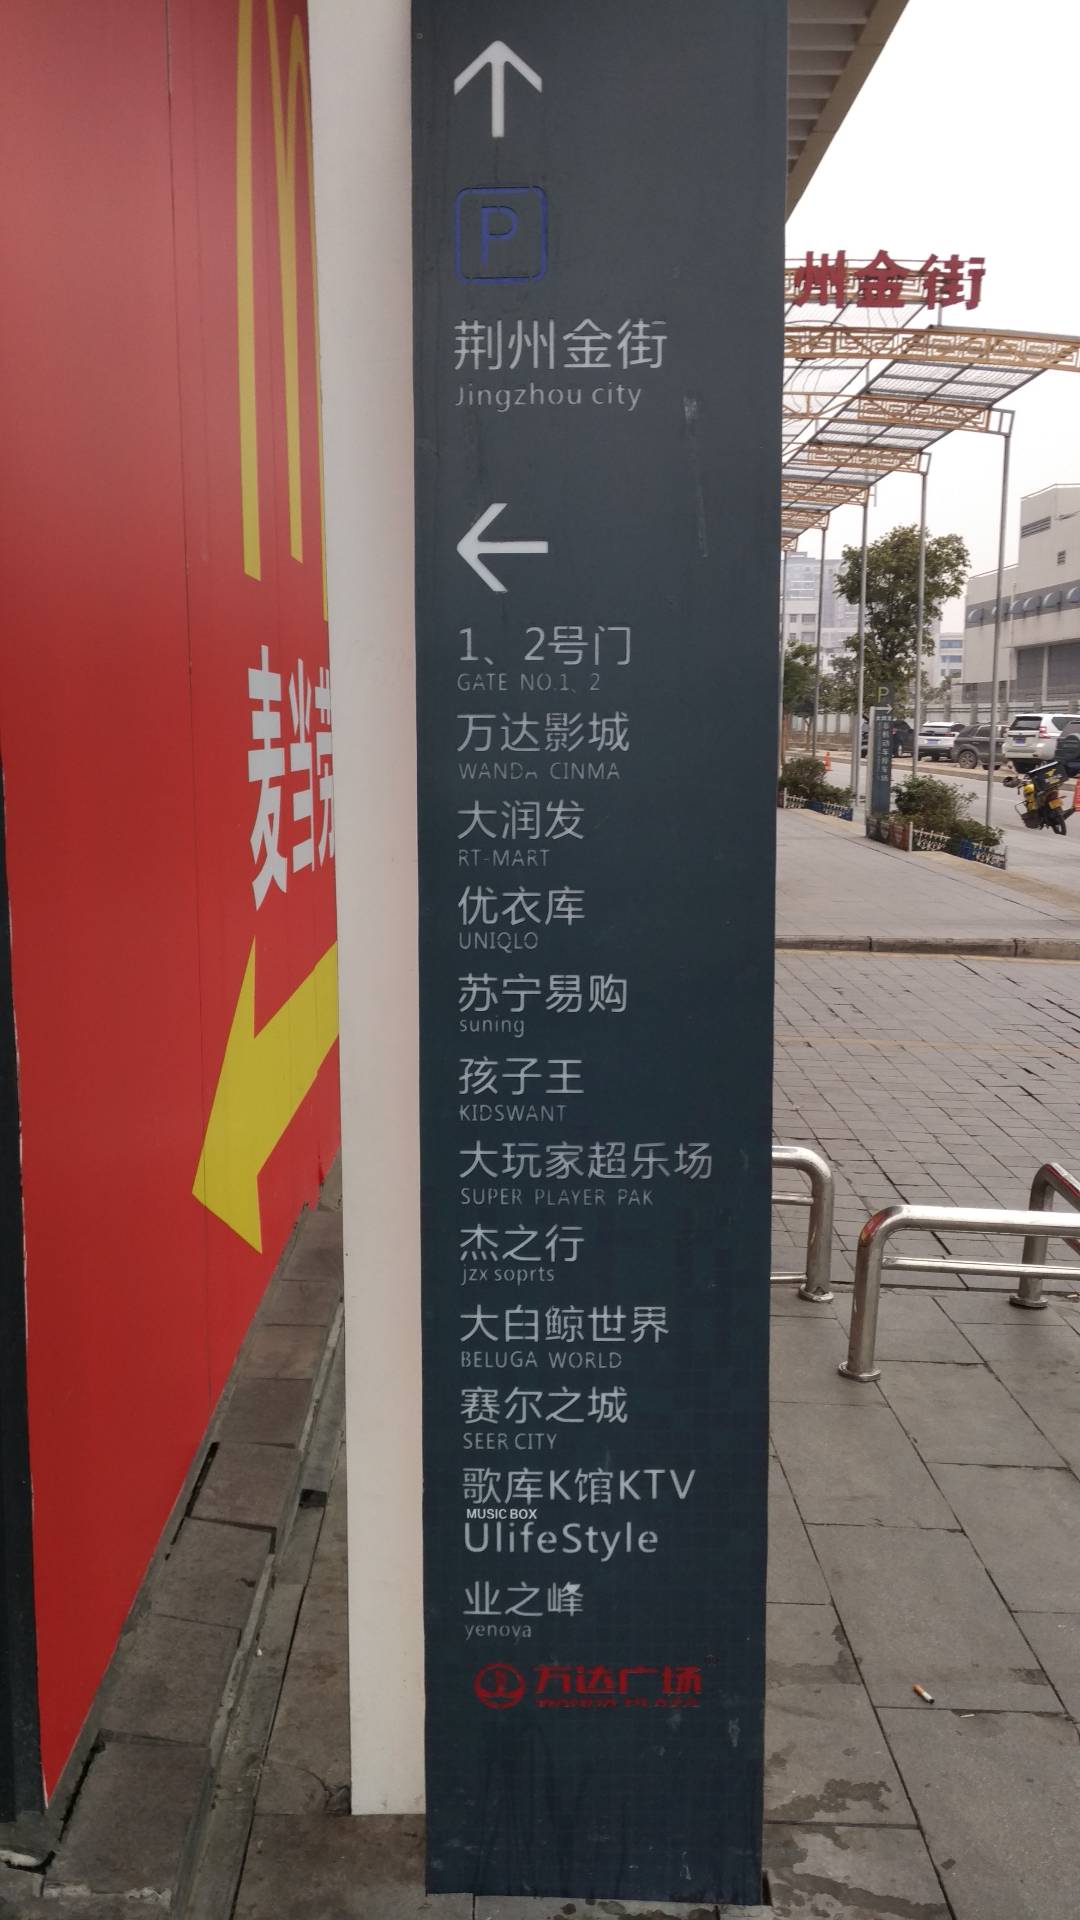 P
荆州金街
Jingzhou city
1、2号门
GATE NO.1、2
万达影城
WANDA CINMA
大润发
RT-MART
优衣库
UNIQLO
苏宁易购
suning
孩子王
KIDSWANT
大玩家超乐场
SUPER PLAYER PAK
杰之行
jzx soprts
大白鲸世界
BELUGA WORLD
赛尔之城
SEER CITY
歌库K馆KTV
MUSIC BOX
UlifeStyle
业之峰
yenova
万达广场
WANDA PLAZA
麦当劳
州金街
P